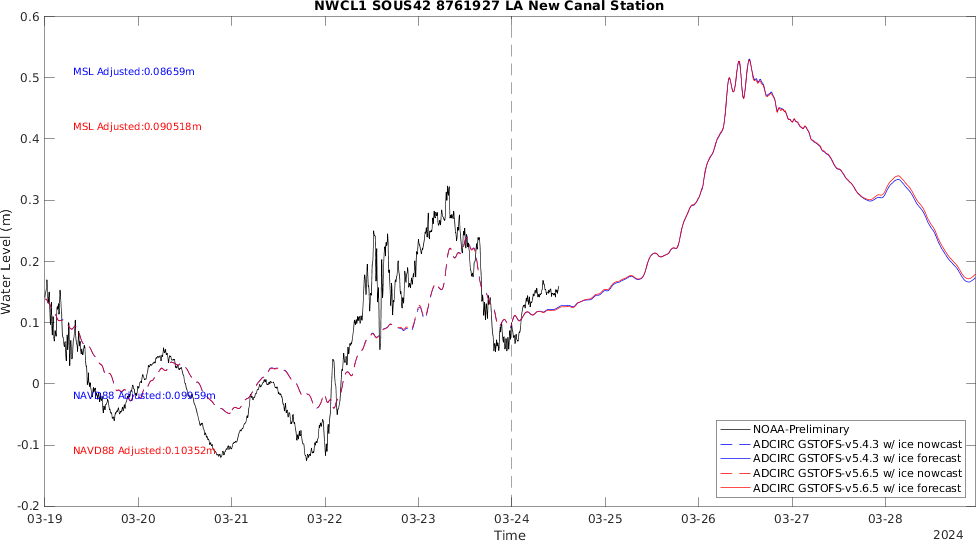 NWCL1 SOUS42 8761927 LA New Canal Station
0.6
0.5
0.4
0.3
0.2
0.1
0
-0.1
-0.2
Water Level (m)
MSL Adjusted:0.08659m
MSL Adjusted:0.090518m
NAVD88 Adjusted:0.09959m
NAVD88 Adjusted:0.10352m
NOAA-Preliminary
ADCIRC GSTOFS-v5.4.3 w/ ice nowcast
ADCIRC GSTOFS-v5.4.3 w/ ice forecast
ADCIRC GSTOFS-v5.6.5 w/ ice nowcast
ADCIRC GSTOFS-v5.6.5 w/ ice forecast
03-19 03-20 03-21 03-22 03-23 03-24 03-25 03-26 03-27 03-28
Time
2024